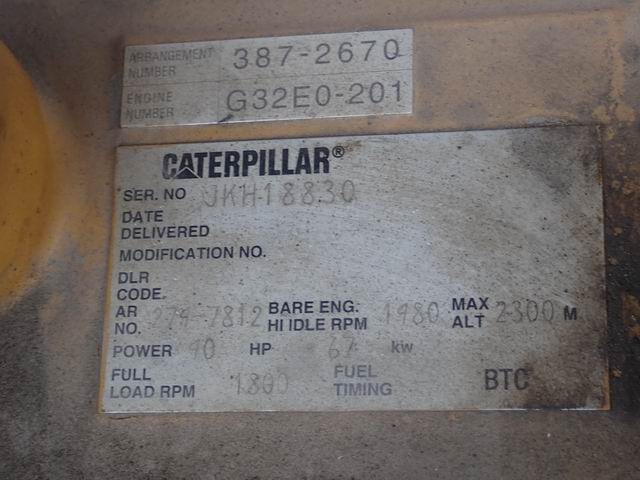 ARRANGEMENT NUMBER 387-2670
ENGINE NUMBER G32E0-201
CATERPILLAR®
SER. NO JKH18830
DATE
DELIVERED
MODIFICATION NO.
DLR
CODE.
AR NO. 279-7812 BARE ENG. HI IDLE RPM 1980 MAX ALT 2300 M
POWER 90 HP 67 kw
FULL LOAD RPM 1800 FUEL TIMING BTC